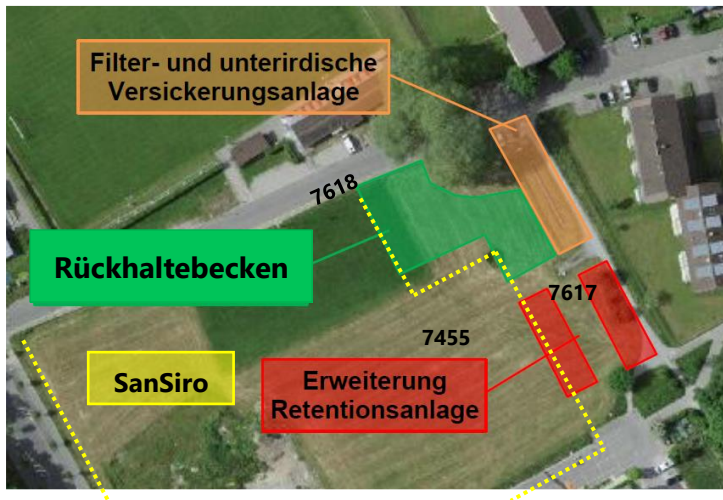 Filter- und unterirdische
Versickerungsanlage
7618
Rückhaltebecken
7617
7455
SanSiro
Erweiterung
Retentionsanlage